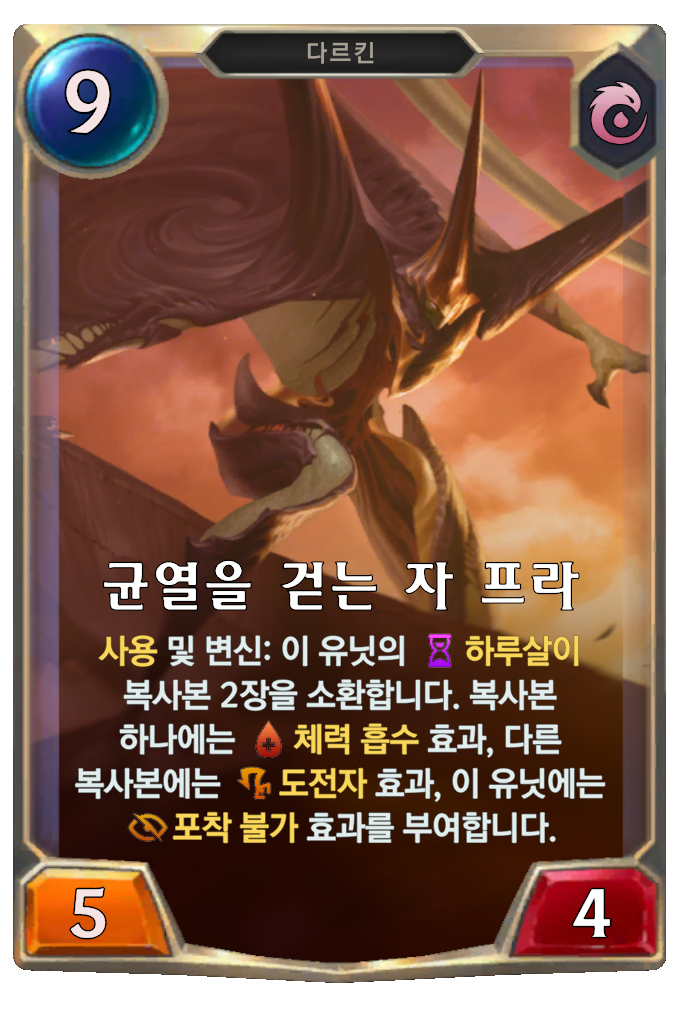 다르킨
9
균열을 걷는 자 프라
사용 및 변신: 이 유닛의 하루살이
복사본 2장을 소환합니다. 복사본
하나에는 체력 흡수 효과, 다른
복사본에는 도전자 효과, 이 유닛에는
포착 불가 효과를 부여합니다.
5
4